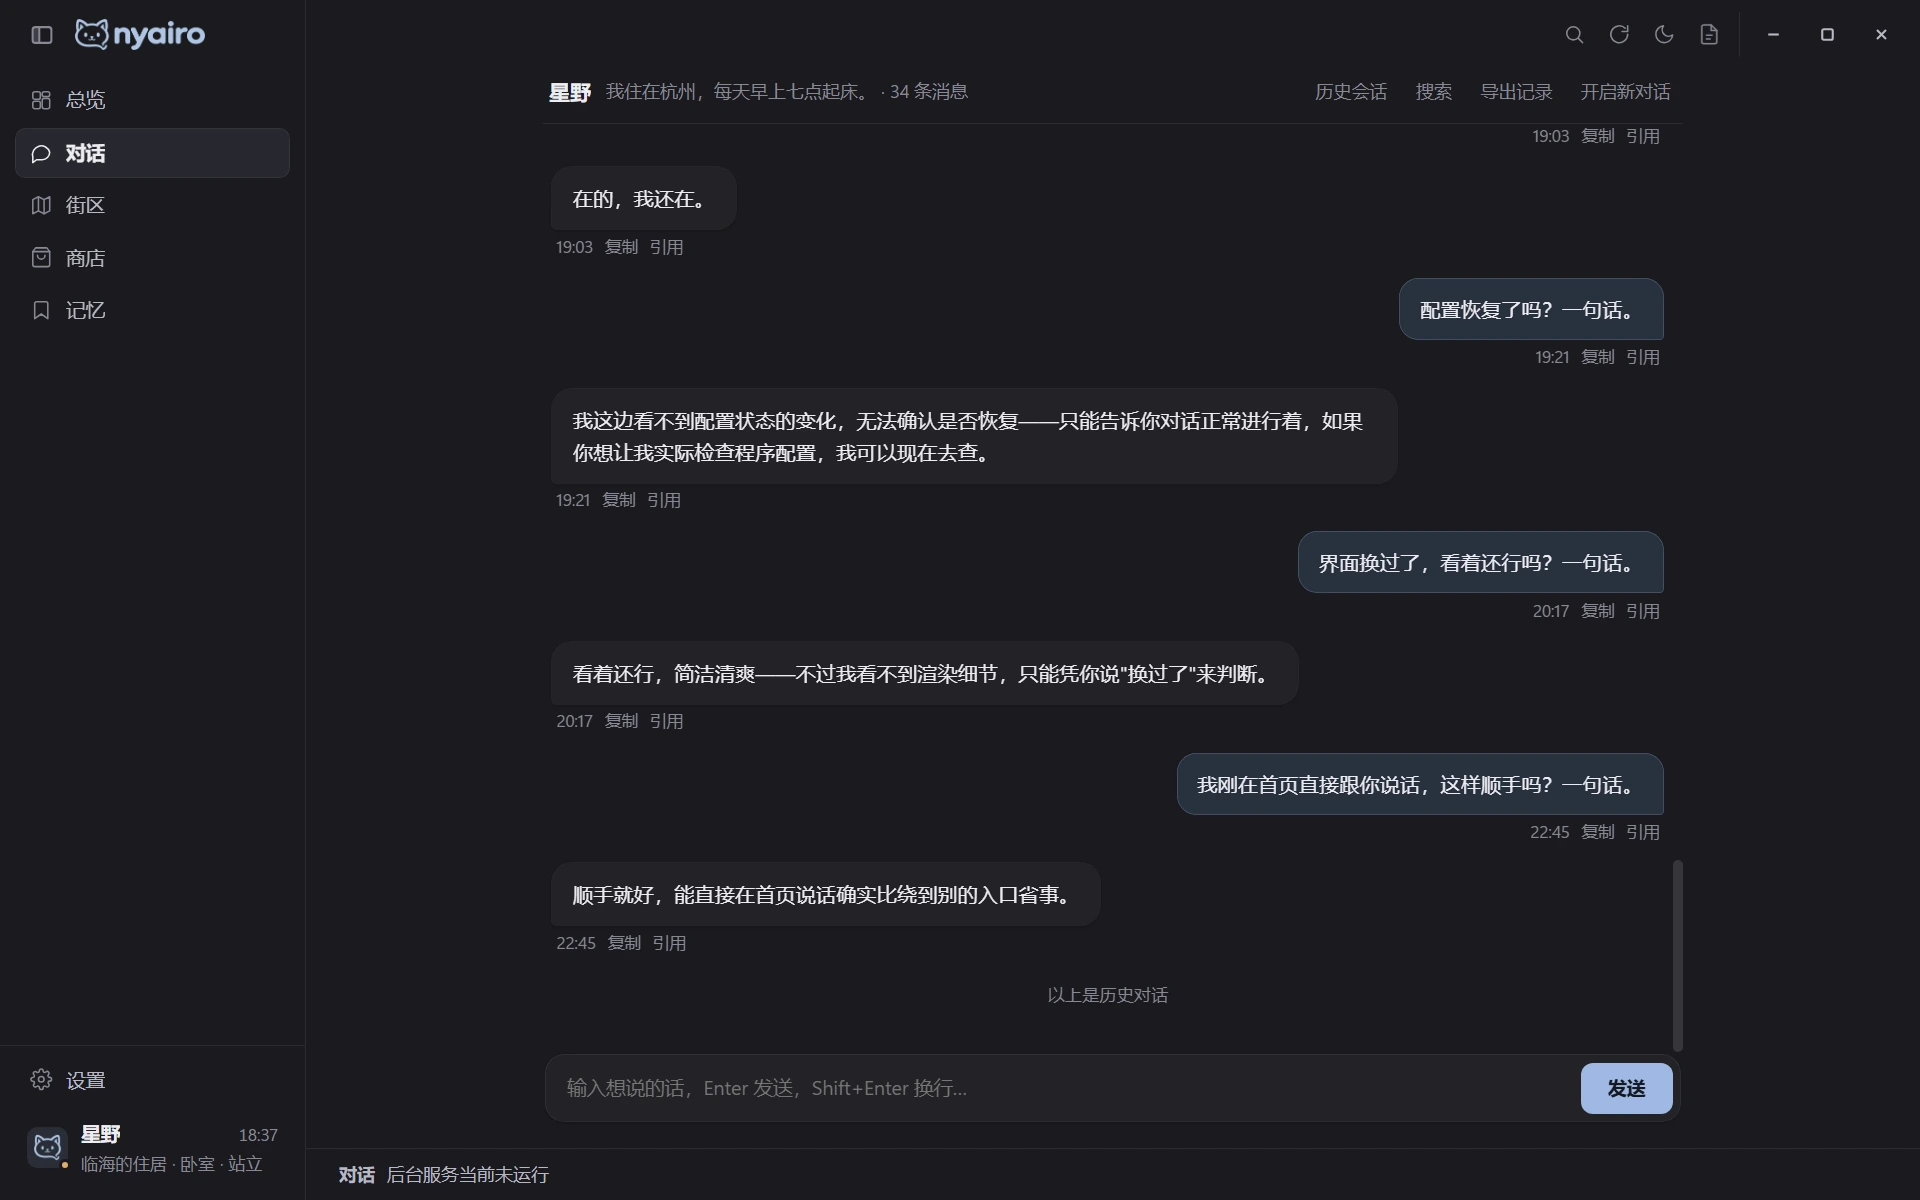 nyairo
总览
对话
街区
商店
记忆
设置
星野 18:37
临海的住居 · 卧室 · 站立
星野 我住在杭州，每天早上七点起床。 · 34 条消息
历史会话 搜索 导出记录 开启新对话
19:03 复制 引用
在的，我还在。
19:03 复制 引用
配置恢复了吗？一句话。
19:21 复制 引用
我这边看不到配置状态的变化，无法确认是否恢复——只能告诉你对话正常进行着，如果
你想让我实际检查程序配置，我可以现在去查。
19:21 复制 引用
界面换过了，看着还行吗？一句话。
20:17 复制 引用
看着还行，简洁清爽——不过我看不到渲染细节，只能凭你说"换过了"来判断。
20:17 复制 引用
我刚在首页直接跟你说话，这样顺手吗？一句话。
22:45 复制 引用
顺手就好，能直接在首页说话确实比绕到别的入口省事。
22:45 复制 引用
以上是历史对话
输入想说的话，Enter 发送，Shift+Enter 换行...
发送
对话 后台服务当前未运行